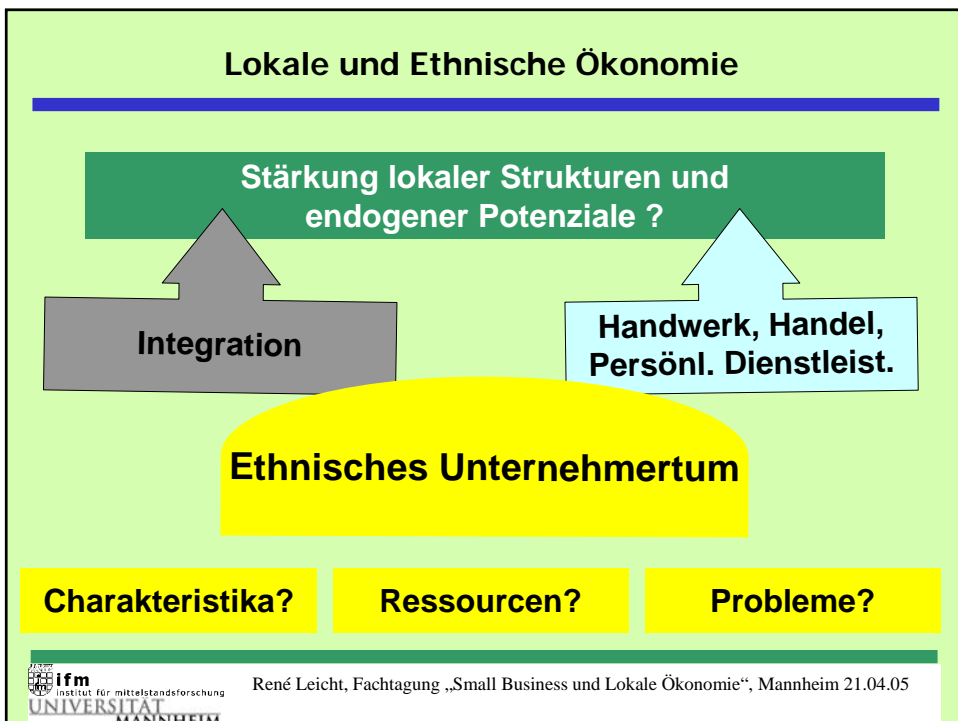 Lokale und Ethnische Ökonomie
Stärkung lokaler Strukturen und
endogener Potenziale ?
Integration
Handwerk, Handel,
Persönl. Dienstleist.
Ethnisches Unternehmertum
Charakteristika?
Ressourcen?
Probleme?
ifm
institut für mittelstandsforschung
UNIVERSITÄT
MANNHEIM
René Leicht, Fachtagung „Small Business und Lokale Ökonomie“, Mannheim 21.04.05